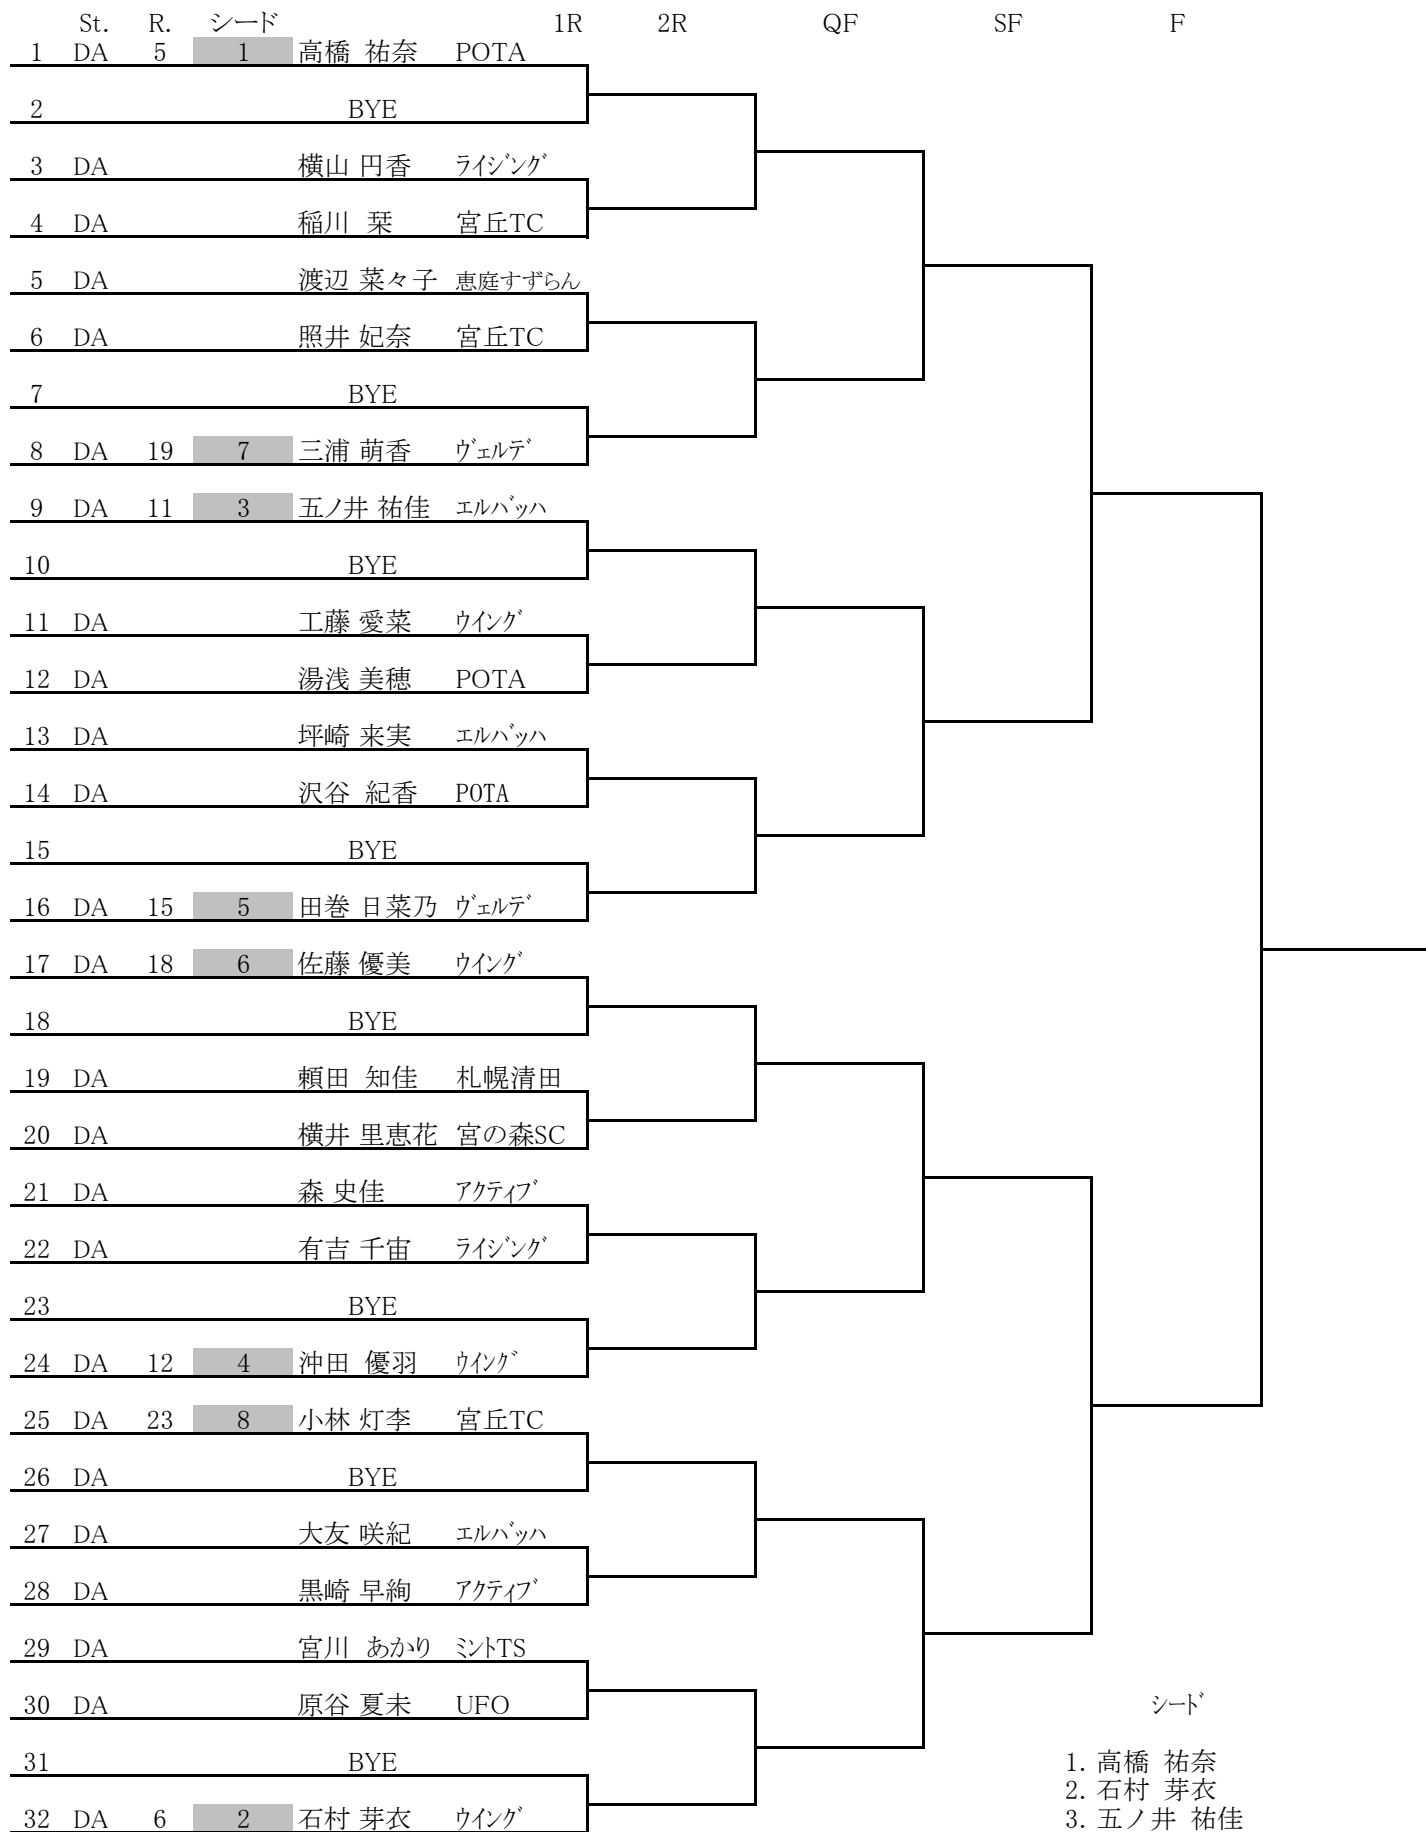 St. R. シード 1R 2R QF SF F
1 DA 5 1 高橋 祐奈 POTA
2 BYE
3 DA 横山 円香 ﾗｲｼﾞﾝｸﾞ
4 DA 稲川 栞 宮丘TC
5 DA 渡辺 菜々子 恵庭すずらん
6 DA 照井 妃奈 宮丘TC
7 BYE
8 DA 19 7 三浦 萌香 ｳﾞｪﾙﾃﾞ
9 DA 11 3 五ノ井 祐佳 ｴﾙﾊﾞｯﾊ
10 BYE
11 DA 工藤 愛菜 ｳｲﾝｸﾞ
12 DA 湯浅 美穂 POTA
13 DA 坪崎 来実 ｴﾙﾊﾞｯﾊ
14 DA 沢谷 紀香 POTA
15 BYE
16 DA 15 5 田巻 日菜乃 ｳﾞｪﾙﾃﾞ
17 DA 18 6 佐藤 優美 ｳｲﾝｸﾞ
18 BYE
19 DA 頼田 知佳 札幌清田
20 DA 横井 里恵花 宮の森SC
21 DA 森 史佳 ｱｸﾃｨﾌﾞ
22 DA 有吉 千宙 ﾗｲｼﾞﾝｸﾞ
23 BYE
24 DA 12 4 沖田 優羽 ｳｲﾝｸﾞ
25 DA 23 8 小林 灯李 宮丘TC
26 DA BYE
27 DA 大友 咲紀 ｴﾙﾊﾞｯﾊ
28 DA 黒崎 早絢 ｱｸﾃｨﾌﾞ
29 DA 宮川 あかり ﾐﾝﾄTS
30 DA 原谷 夏未 UFO
31 BYE
32 DA 6 2 石村 芽衣 ｳｲﾝｸﾞ
ｼｰﾄﾞ
1. 高橋 祐奈
2. 石村 芽衣
3. 五ノ井 祐佳